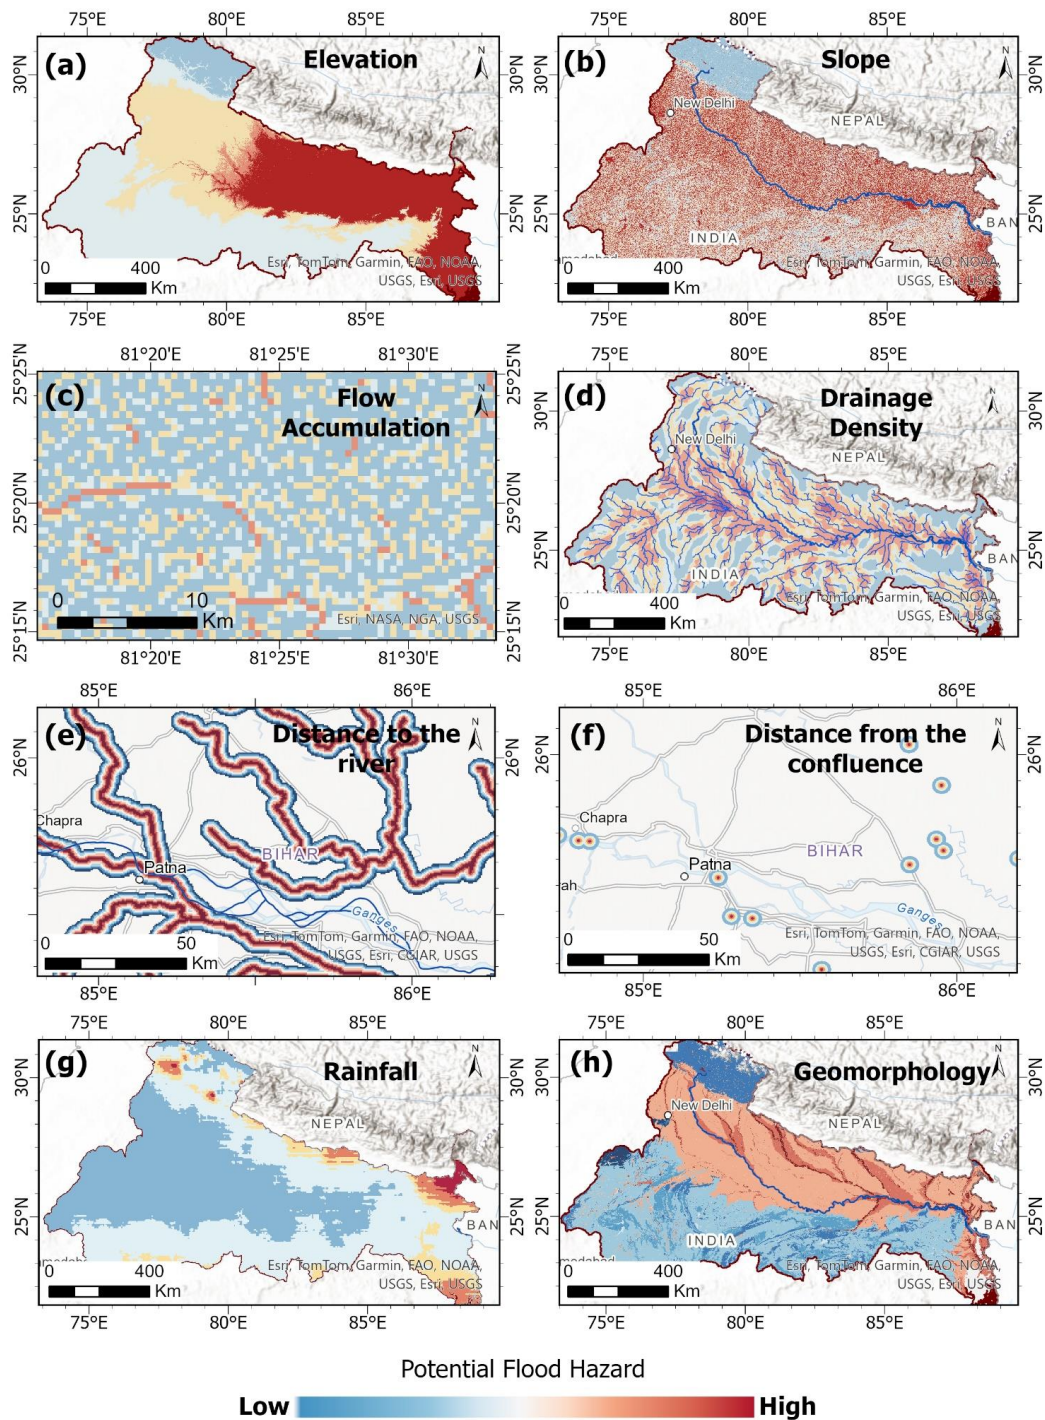 75°E 80°E 85°E
75°E 80°E 85°E
(a) Elevation
N
30°N
25°N
Esri, TomTom, Garmin, FAO, NOAA,
USGS, Esri, USGS
0 400
Km
75°E 80°E 85°E
(b) Slope
N
30°N
25°N
New Delhi
NEPAL
INDIA
BAN
Esri, TomTom, Garmin, FAO, NOAA,
USGS, Esri, USGS
0 400
Km
75°E 80°E 85°E
81°20'E 81°25'E 81°30'E
(c) Flow
Accumulation
N
25°25'N
25°20'N
25°15'N
25°25'N
25°20'N
25°15'N
0 10
Km
Esri, NASA, NGA, USGS
81°20'E 81°25'E 81°30'E
75°E 80°E 85°E
(d) Drainage
Density
N
30°N
25°N
New Delhi
NEPAL
INDIA
BAN
Esri, TomTom, Garmin, FAO, NOAA,
USGS, Esri, USGS
0 400
Km
75°E 80°E 85°E
85°E 86°E
(e) Distance to the
river
N
26°N
26°N
Chapra
Patna
BIHAR
Ganges
Esri, TomTom, Garmin, FAO, NOAA,
USGS, Esri, CGIAR, USGS
0 50
Km
85°E 86°E
85°E 86°E
(f) Distance from the
confluence
N
26°N
Chapra
Patna
BIHAR
rah
Ganges
Esri, TomTom, Garmin, FAO, NOAA,
USGS, Esri, CGIAR, USGS
0 50
Km
85°E 86°E
75°E 80°E 85°E
(g) Rainfall
N
30°N
25°N
NEPAL
BAN
Esri, TomTom, Garmin, FAO, NOAA,
USGS, Esri, USGS
0 400
Km
75°E 80°E 85°E
75°E 80°E 85°E
(h) Geomorphology
N
30°N
25°N
30°N
25°N
New Delhi
NEPAL
INDIA
BAN
Esri, TomTom, Garmin, FAO, NOAA,
USGS, Esri, USGS
0 400
Km
75°E 80°E 85°E
Potential Flood Hazard
Low High